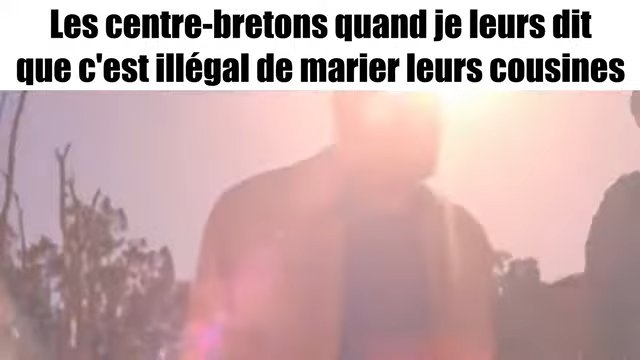 Les centre-bretons quand je leurs dit
que c'est illégal de marier leurs cousines